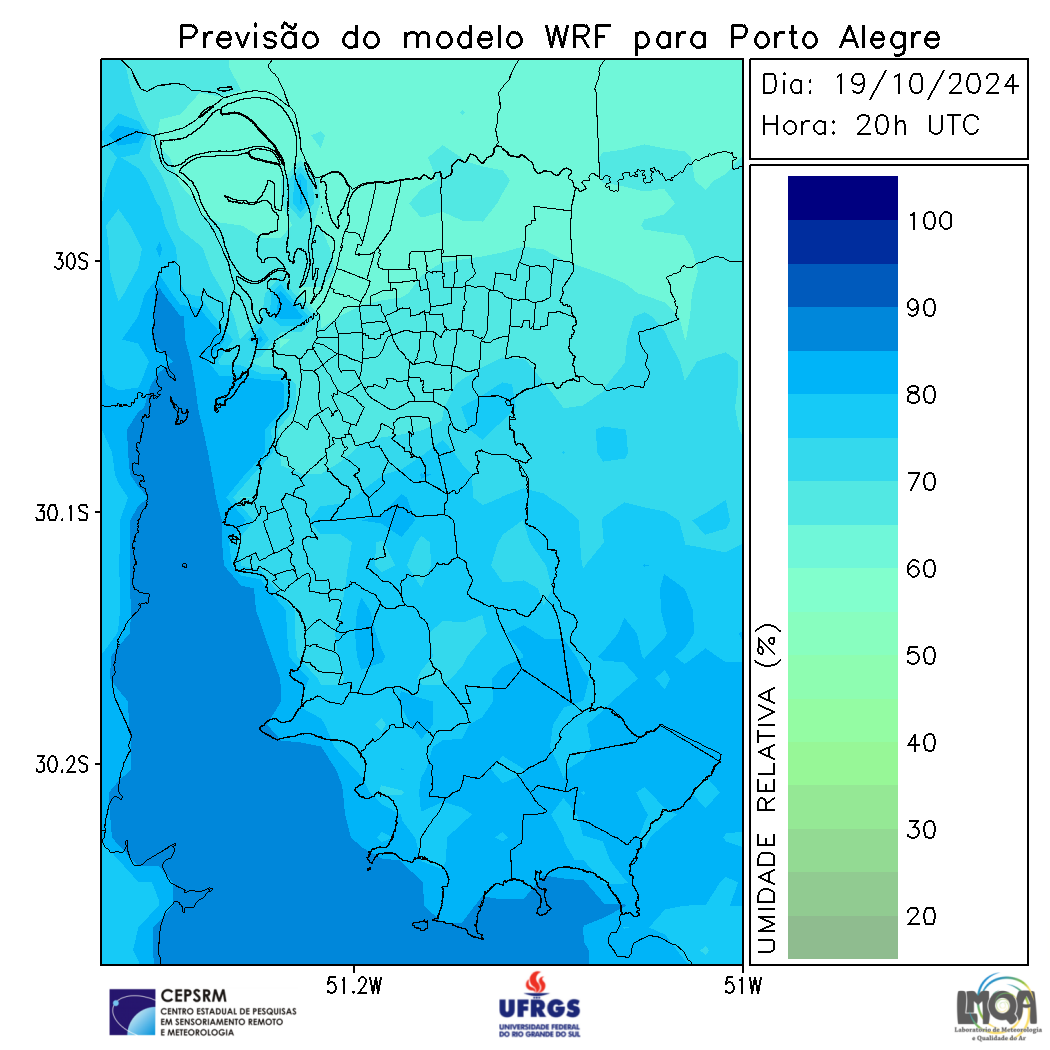 Previsão do modelo WRF para Porto Alegre
Dia: 19/10/2024
Hora: 20h UTC
30S
30.1S
30.2S
51.2W
51W
UMIDADE RELATIVA (%)
100
90
80
70
60
50
40
30
20
CEPSRM
CENTRO ESTADUAL DE PESQUISAS
EM SENSORIAMENTO REMOTO
E METEOROLOGIA
UFRGS
UNIVERSIDADE FEDERAL
DO RIO GRANDE DO SUL
LMQA
Laboratório de Meteorologia
e Qualidade do Ar